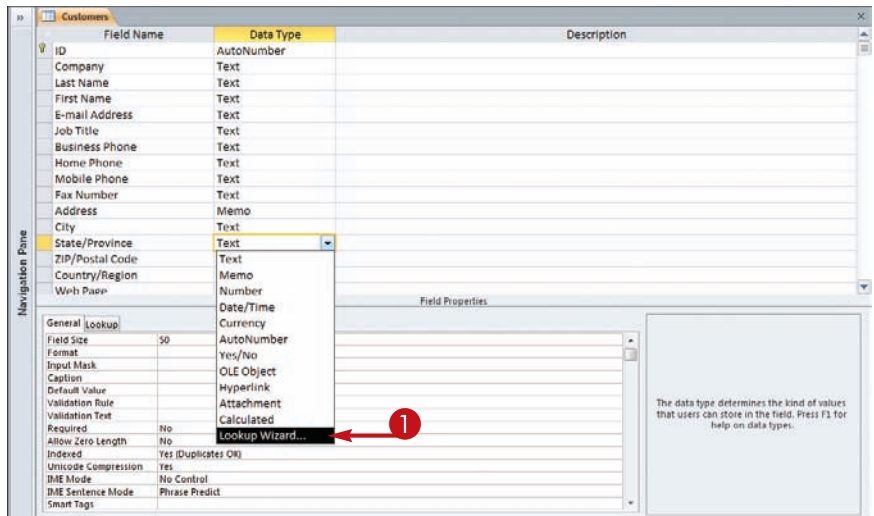 » Customers ×
Field Name Data Type Description
ID AutoNumber
Company Text
Last Name Text
First Name Text
E-mail Address Text
Job Title Text
Business Phone Text
Home Phone Text
Mobile Phone Text
Fax Number Text
Address Memo
City Text
State/Province Text
ZIP/Postal Code Text
Country/Region Memo
Web Page Number
Date/Time
Currency
AutoNumber
Yes/No
OLE Object
Hyperlink
Attachment
Calculated
Lookup Wizard... 1
Navigation Pane
Field Properties
General Lookup
Field Size 50
Format
Input Mask
Caption
Default Value
Validation Rule
Validation Text
Required No
Allow Zero Length No
Indexed Yes (Duplicates OK)
Unicode Compression Yes
IME Mode No Control
IME Sentence Mode Phrase Predict
Smart Tags
The data type determines the kind of values
that users can store in the field. Press F1 for
help on data types.